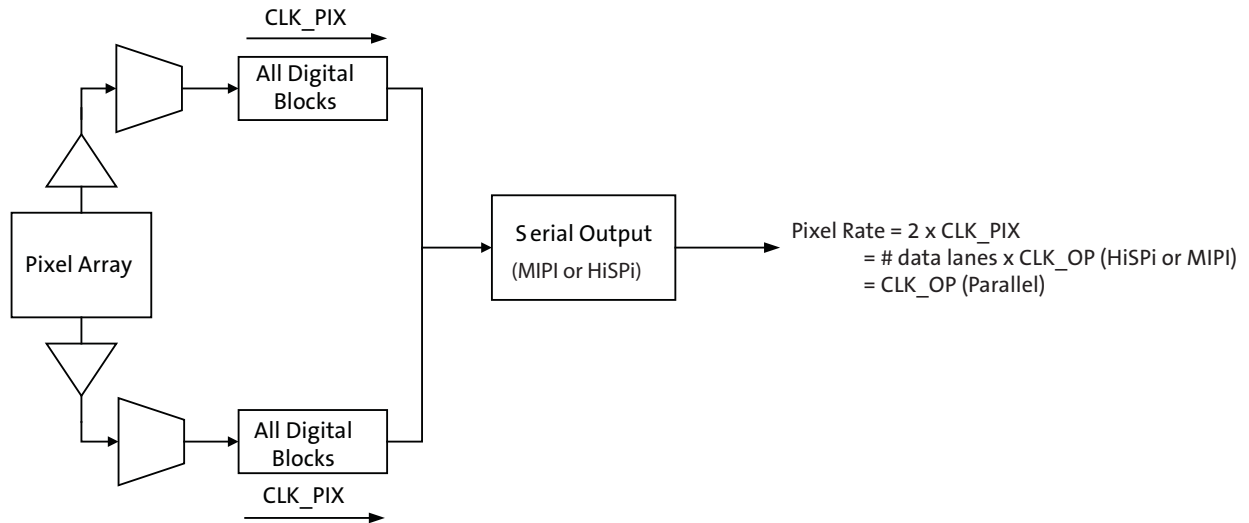 CLK_PIX
All Digital
Blocks
Pixel Array
Serial Output
(MIPI or HiSPi)
Pixel Rate = 2 x CLK_PIX
= # data lanes x CLK_OP (HiSPi or MIPI)
= CLK_OP (Parallel)
All Digital
Blocks
CLK_PIX